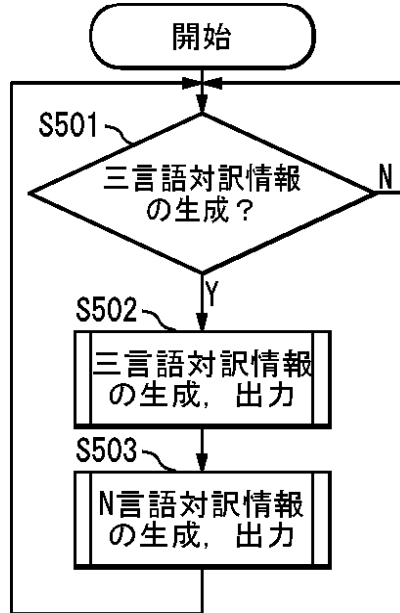 開始
S501
三言語対訳情報
の生成?
N
Y
S502
三言語対訳情報
の生成,出力
S503
N言語対訳情報
の生成,出力